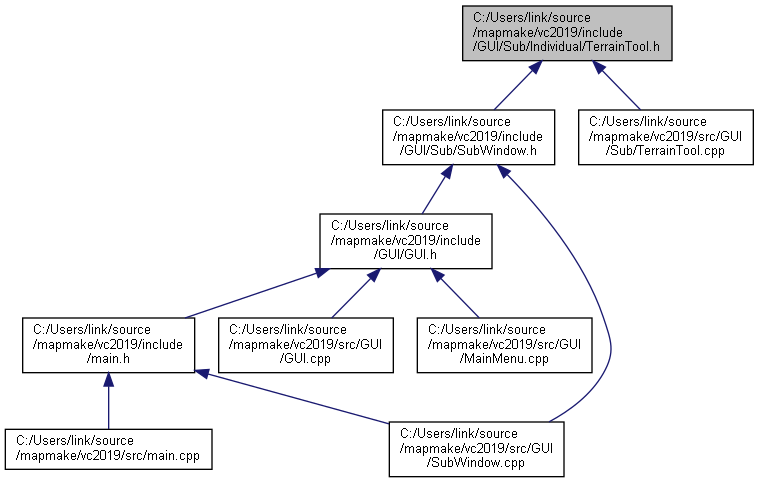 C:/Users/link/source
/mapmake/vc2019/include
/GUI/Sub/Individual/TerrainTool.h
C:/Users/link/source
/mapmake/vc2019/include
/GUI/Sub/SubWindow.h
C:/Users/link/source
/mapmake/vc2019/src/GUI
/Sub/TerrainTool.cpp
C:/Users/link/source
/mapmake/vc2019/include
/GUI/GUI.h
C:/Users/link/source
/mapmake/vc2019/include
/main.h
C:/Users/link/source
/mapmake/vc2019/src/GUI
/GUI.cpp
C:/Users/link/source
/mapmake/vc2019/src/GUI
/MainMenu.cpp
C:/Users/link/source
/mapmake/vc2019/src/main.cpp
C:/Users/link/source
/mapmake/vc2019/src/GUI
/SubWindow.cpp